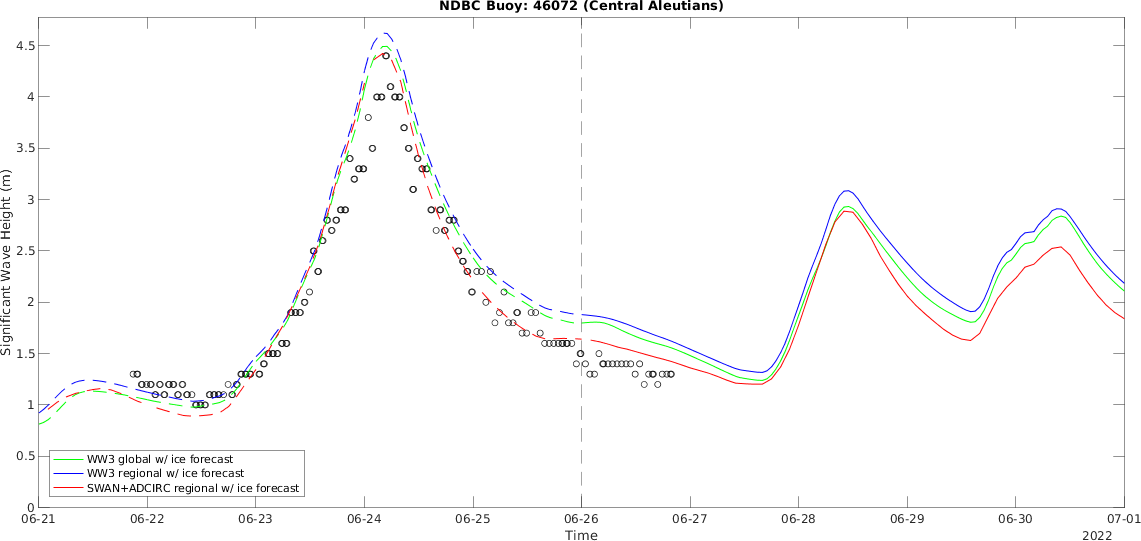 NDBC Buoy: 46072 (Central Aleutians)
Significant Wave Height (m)
4.5
4
3.5
3
2.5
2
1.5
1
0.5
0
WW3 global w/ ice forecast
WW3 regional w/ ice forecast
SWAN+ADCIRC regional w/ ice forecast
06-21 06-22 06-23 06-24 06-25 06-26 06-27 06-28 06-29 06-30 07-01
Time
2022